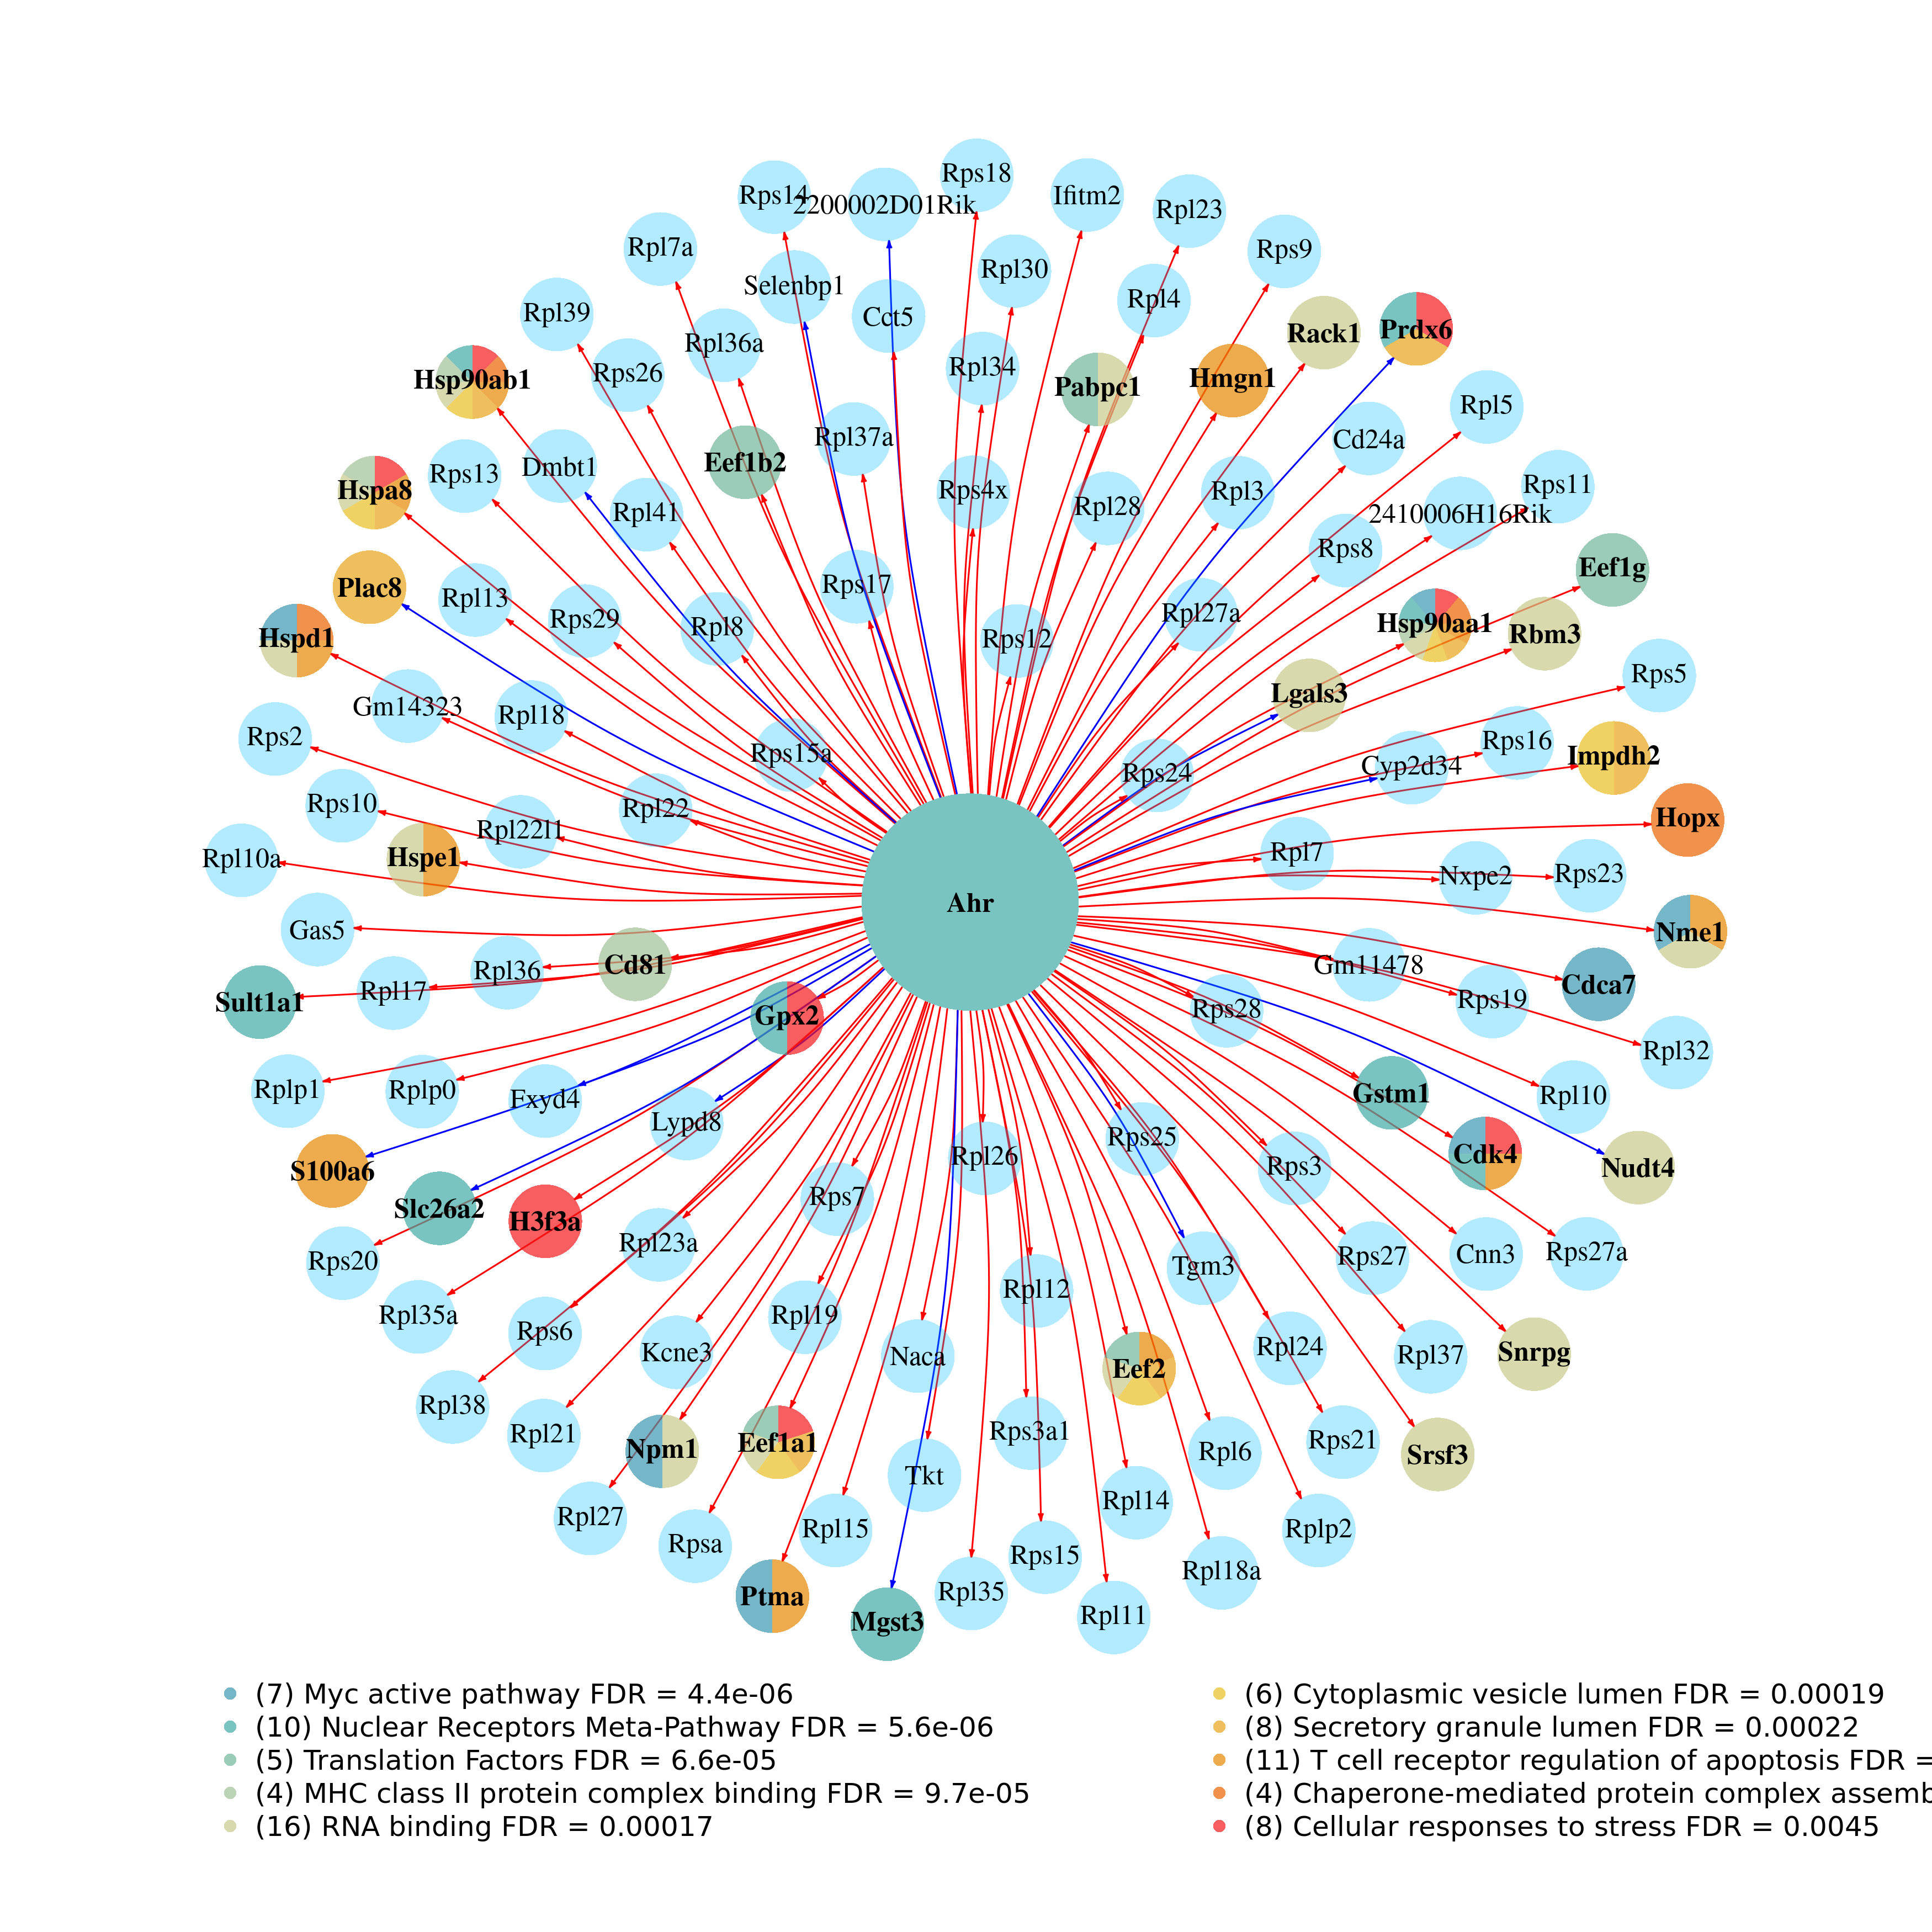 Rps18
Rps14
2200002D01Rik
Ifitm2
Rpl23
Rpl7a
Rps9
Rpl30
Selenbp1
Rpl4
Rpl39
Cct5
Rack1
Prdx6
Rpl36a
Rpl34
Rps26
Hsp90ab1
Pabpc1
Hmgn1
Rpl5
Rpl37a
Cd24a
Eef1b2
Dmbt1
Rps13
Rps11
Hspa8
Rps4x
Rpl3
Rpl28
Rpl41
2410006H16Rik
Rps8
Eef1g
Rps17
Plac8
Rpl13
Rpl27a
Rps29
Hsp90aa1
Rpl8
Rbm3
Hspd1
Rps12
Rps5
Lgals3
Gm14323
Rpl18
Rps2
Rps16
Rps15a
Impdh2
Cyp2d34
Rps24
Rps10
Rpl22
Hopx
Rpl22l1
Rpl7
Hspe1
Rpl10a
Nxpe2
Rps23
Ahr
Gas5
Nme1
Cd81
Gm11478
Rpl36
Cdca7
Rpl17
Rps19
Sult1a1
Rps28
Gpx2
Rpl32
Rplp1
Rplp0
Gstm1
Rpl10
Fxyd4
Lypd8
Rps25
Cdk4
Rpl26
Rps3
Nudt4
S100a6
Rps7
Slc26a2
H3f3a
Rpl23a
Rps27
Cnn3
Rps27a
Rps20
Tgm3
Rpl12
Rpl35a
Rpl19
Rps6
Rpl24
Kcne3
Naca
Rpl37
Snrpg
Eef2
Rpl38
Rps3a1
Rpl21
Rps21
Npm1
Eef1a1
Rpl6
Srsf3
Tkt
Rpl14
Rpl27
Rpl15
Rplp2
Rpsa
Rps15
Rpl18a
Rpl35
Ptma
Rpl11
Mgst3
(7) Myc active pathway FDR = 4.4e-06
(10) Nuclear Receptors Meta-Pathway FDR = 5.6e-06
(5) Translation Factors FDR = 6.6e-05
(4) MHC class II protein complex binding FDR = 9.7e-05
(16) RNA binding FDR = 0.00017
(6) Cytoplasmic vesicle lumen FDR = 0.00019
(8) Secretory granule lumen FDR = 0.00022
(11) T cell receptor regulation of apoptosis FDR =
(4) Chaperone-mediated protein complex assemb
(8) Cellular responses to stress FDR = 0.0045